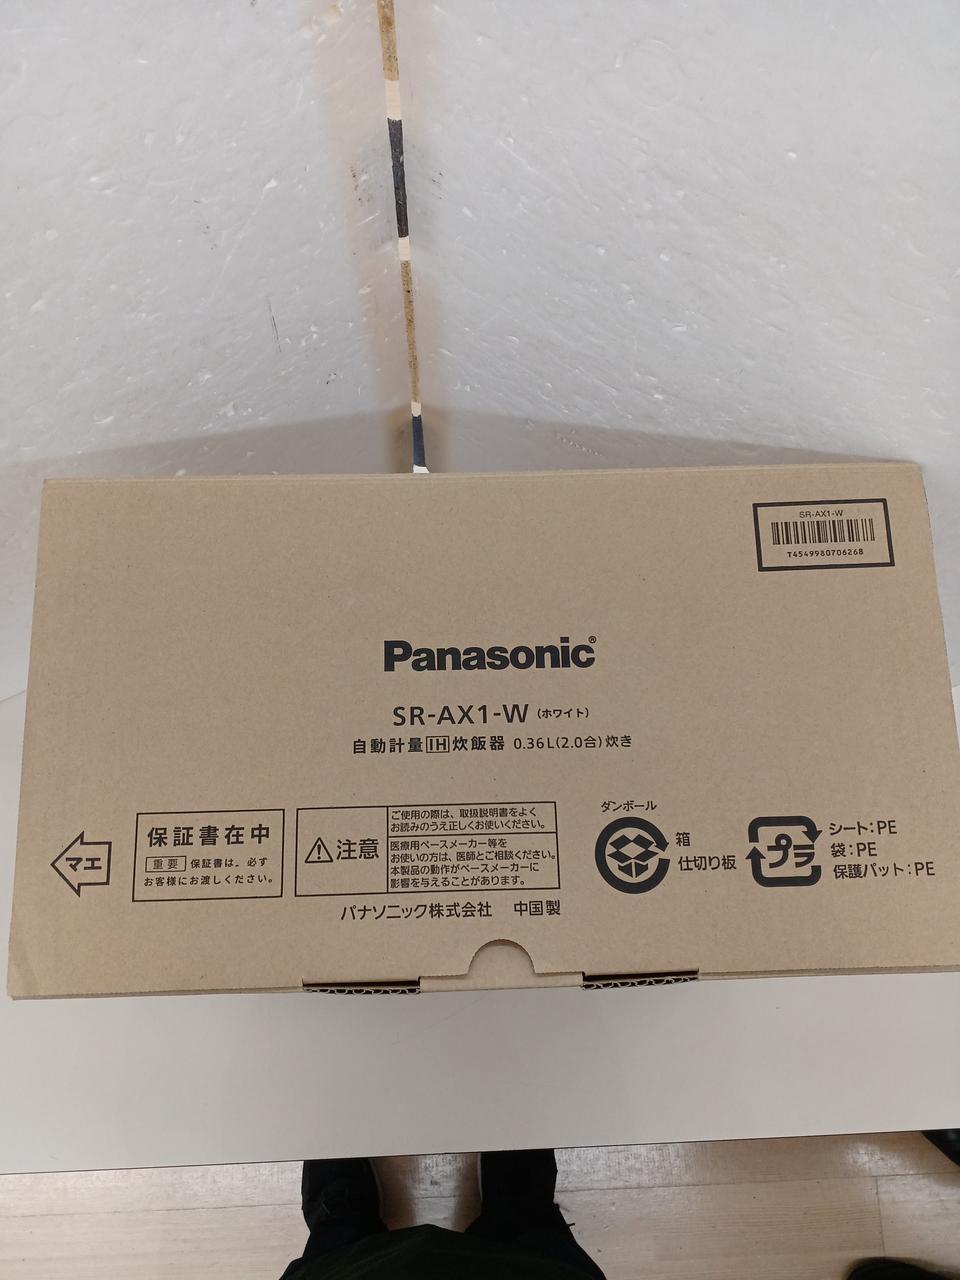 SR-AX1-W
T4549980706268
Panasonic®
SR-AX1-W（ホワイト）
自動計量IH炊飯器 0.36L(2.0合)炊き
マエ
保証書在中
重要 保証書は、必ず
お客様にお渡しください。
注意
ご使用の際は、取扱説明書をよく
お読みのうえ正しくお使いください。
医療用ペースメーカー等を
お使いの方は、医師とご相談ください。
本製品の動作がペースメーカーに
影響を与えることがあります。
ダンボール
箱
仕切り板
プラ
シート：PE
袋：PE
保護パット：PE
パナソニック株式会社 中国製